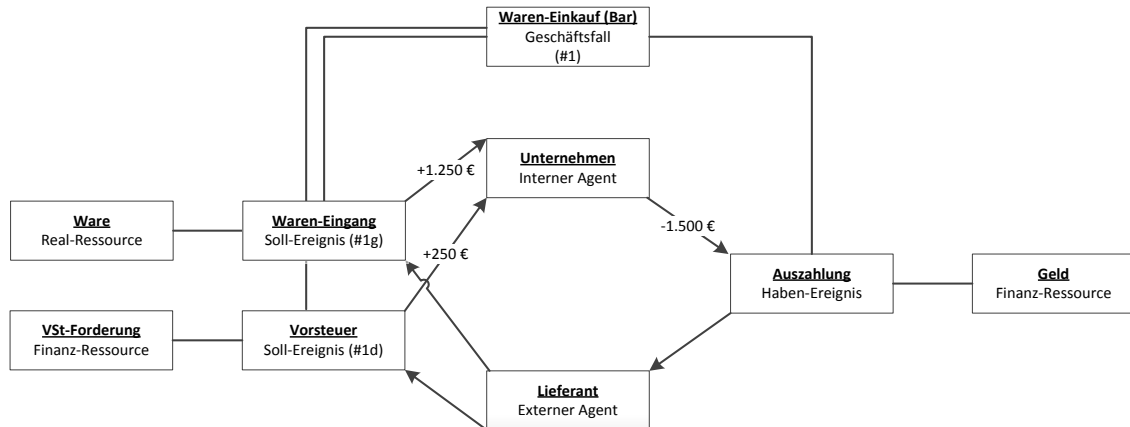 Waren-Einkauf (Bar)
Geschäftsfall
(#1)
Unternehmen
Interner Agent
+1.250 €
-1.500 €
+250 €
Ware
Real-Ressource
Waren-Eingang
Soll-Ereignis (#1g)
Auszahlung
Haben-Ereignis
Geld
Finanz-Ressource
VSt-Forderung
Finanz-Ressource
Vorsteuer
Soll-Ereignis (#1d)
Lieferant
Externer Agent